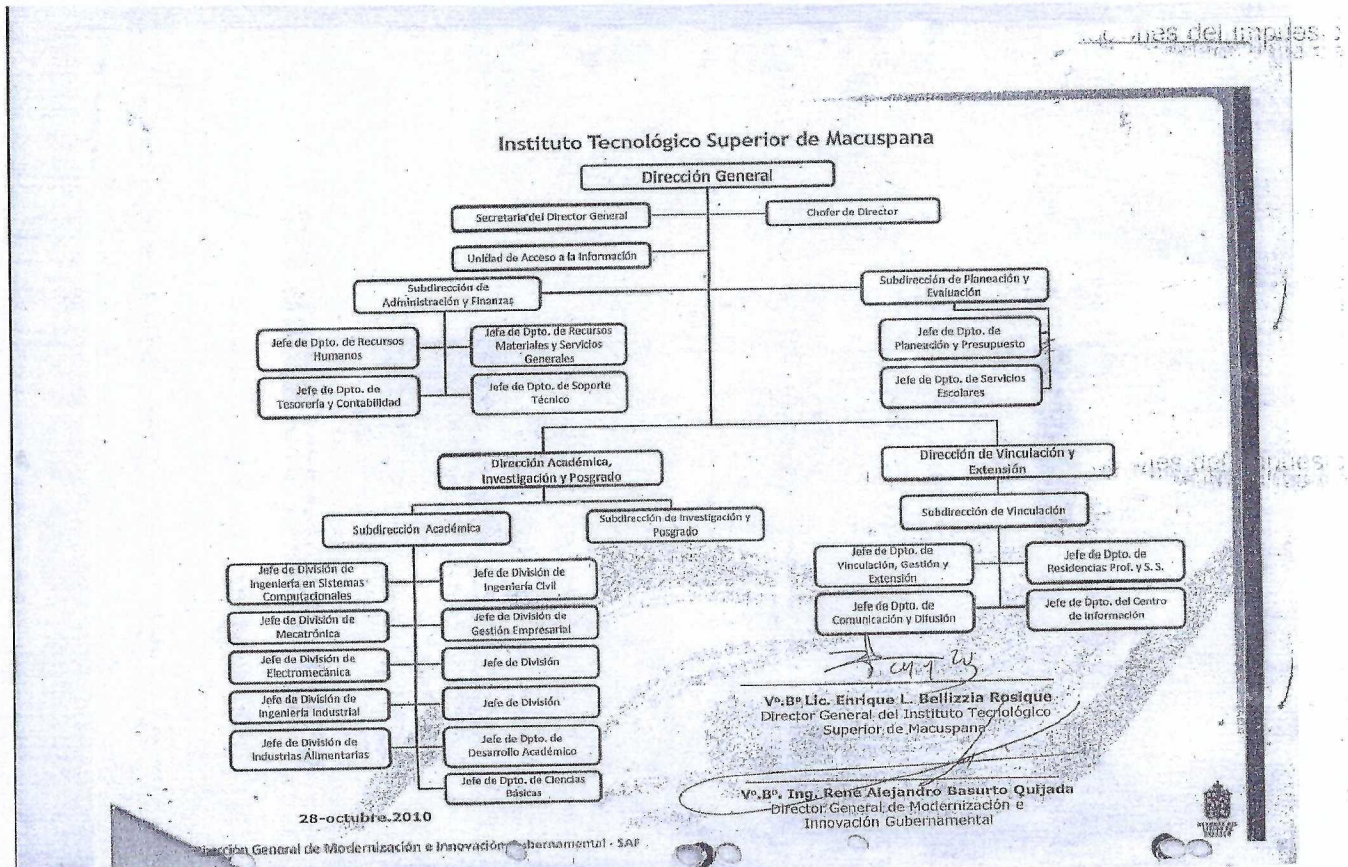 Instituto Tecnológico Superior de Macuspana
Dirección General
Secretaria del Director General
Chofer de Director
Unidad de Acceso a la Información
Subdirección de
Administración y Finanzas
Subdirección de Planeación y
Evaluación
Jefe de Dpto. de Recursos
Humanos
Jefe de Dpto. de Recursos
Materiales y Servicios
Generales
Jefe de Dpto. de
Tesorería y Contabilidad
Jefe de Dpto. de Soporte
Técnico
Jefe de Dpto. de
Planeación y Presupuesto
Jefe de Dpto. de Servicios
Escolares
Dirección Académica,
Investigación y Posgrado
Dirección de Vinculación y
Extensión
Subdirección Académica
Subdirección de Investigación y
Posgrado
Subdirección de Vinculación
Jefe de División de
Ingeniería en Sistemas
Computacionales
Jefe de División de
Ingeniería Civil
Jefe de División de
Mecatrónica
Jefe de División de
Gestión Empresarial
Jefe de División de
Electromecánica
Jefe de División
Jefe de División de
Ingeniería Industrial
Jefe de División
Jefe de División de
Industrias Alimentarias
Jefe de Dpto. de
Desarrollo Académico
Jefe de Dpto. de Ciencias
Básicas
Jefe de Dpto. de
Vinculación, Gestión y
Extensión
Jefe de Dpto. de
Residencias Prof. y S. S.
Jefe de Dpto. de
Comunicación y Difusión
Jefe de Dpto. del Centro
de Información
Vº.Bº Lic. Enrique L. Bellizzia Rosique
Director General del Instituto Tecnológico
Superior de Macuspana
Vº.Bº. Ing. René Alejandro Basurto Quijada
Director General de Modernización e
Innovación Gubernamental
28-octubre.2010
General de Modernización e Innovación - SAF